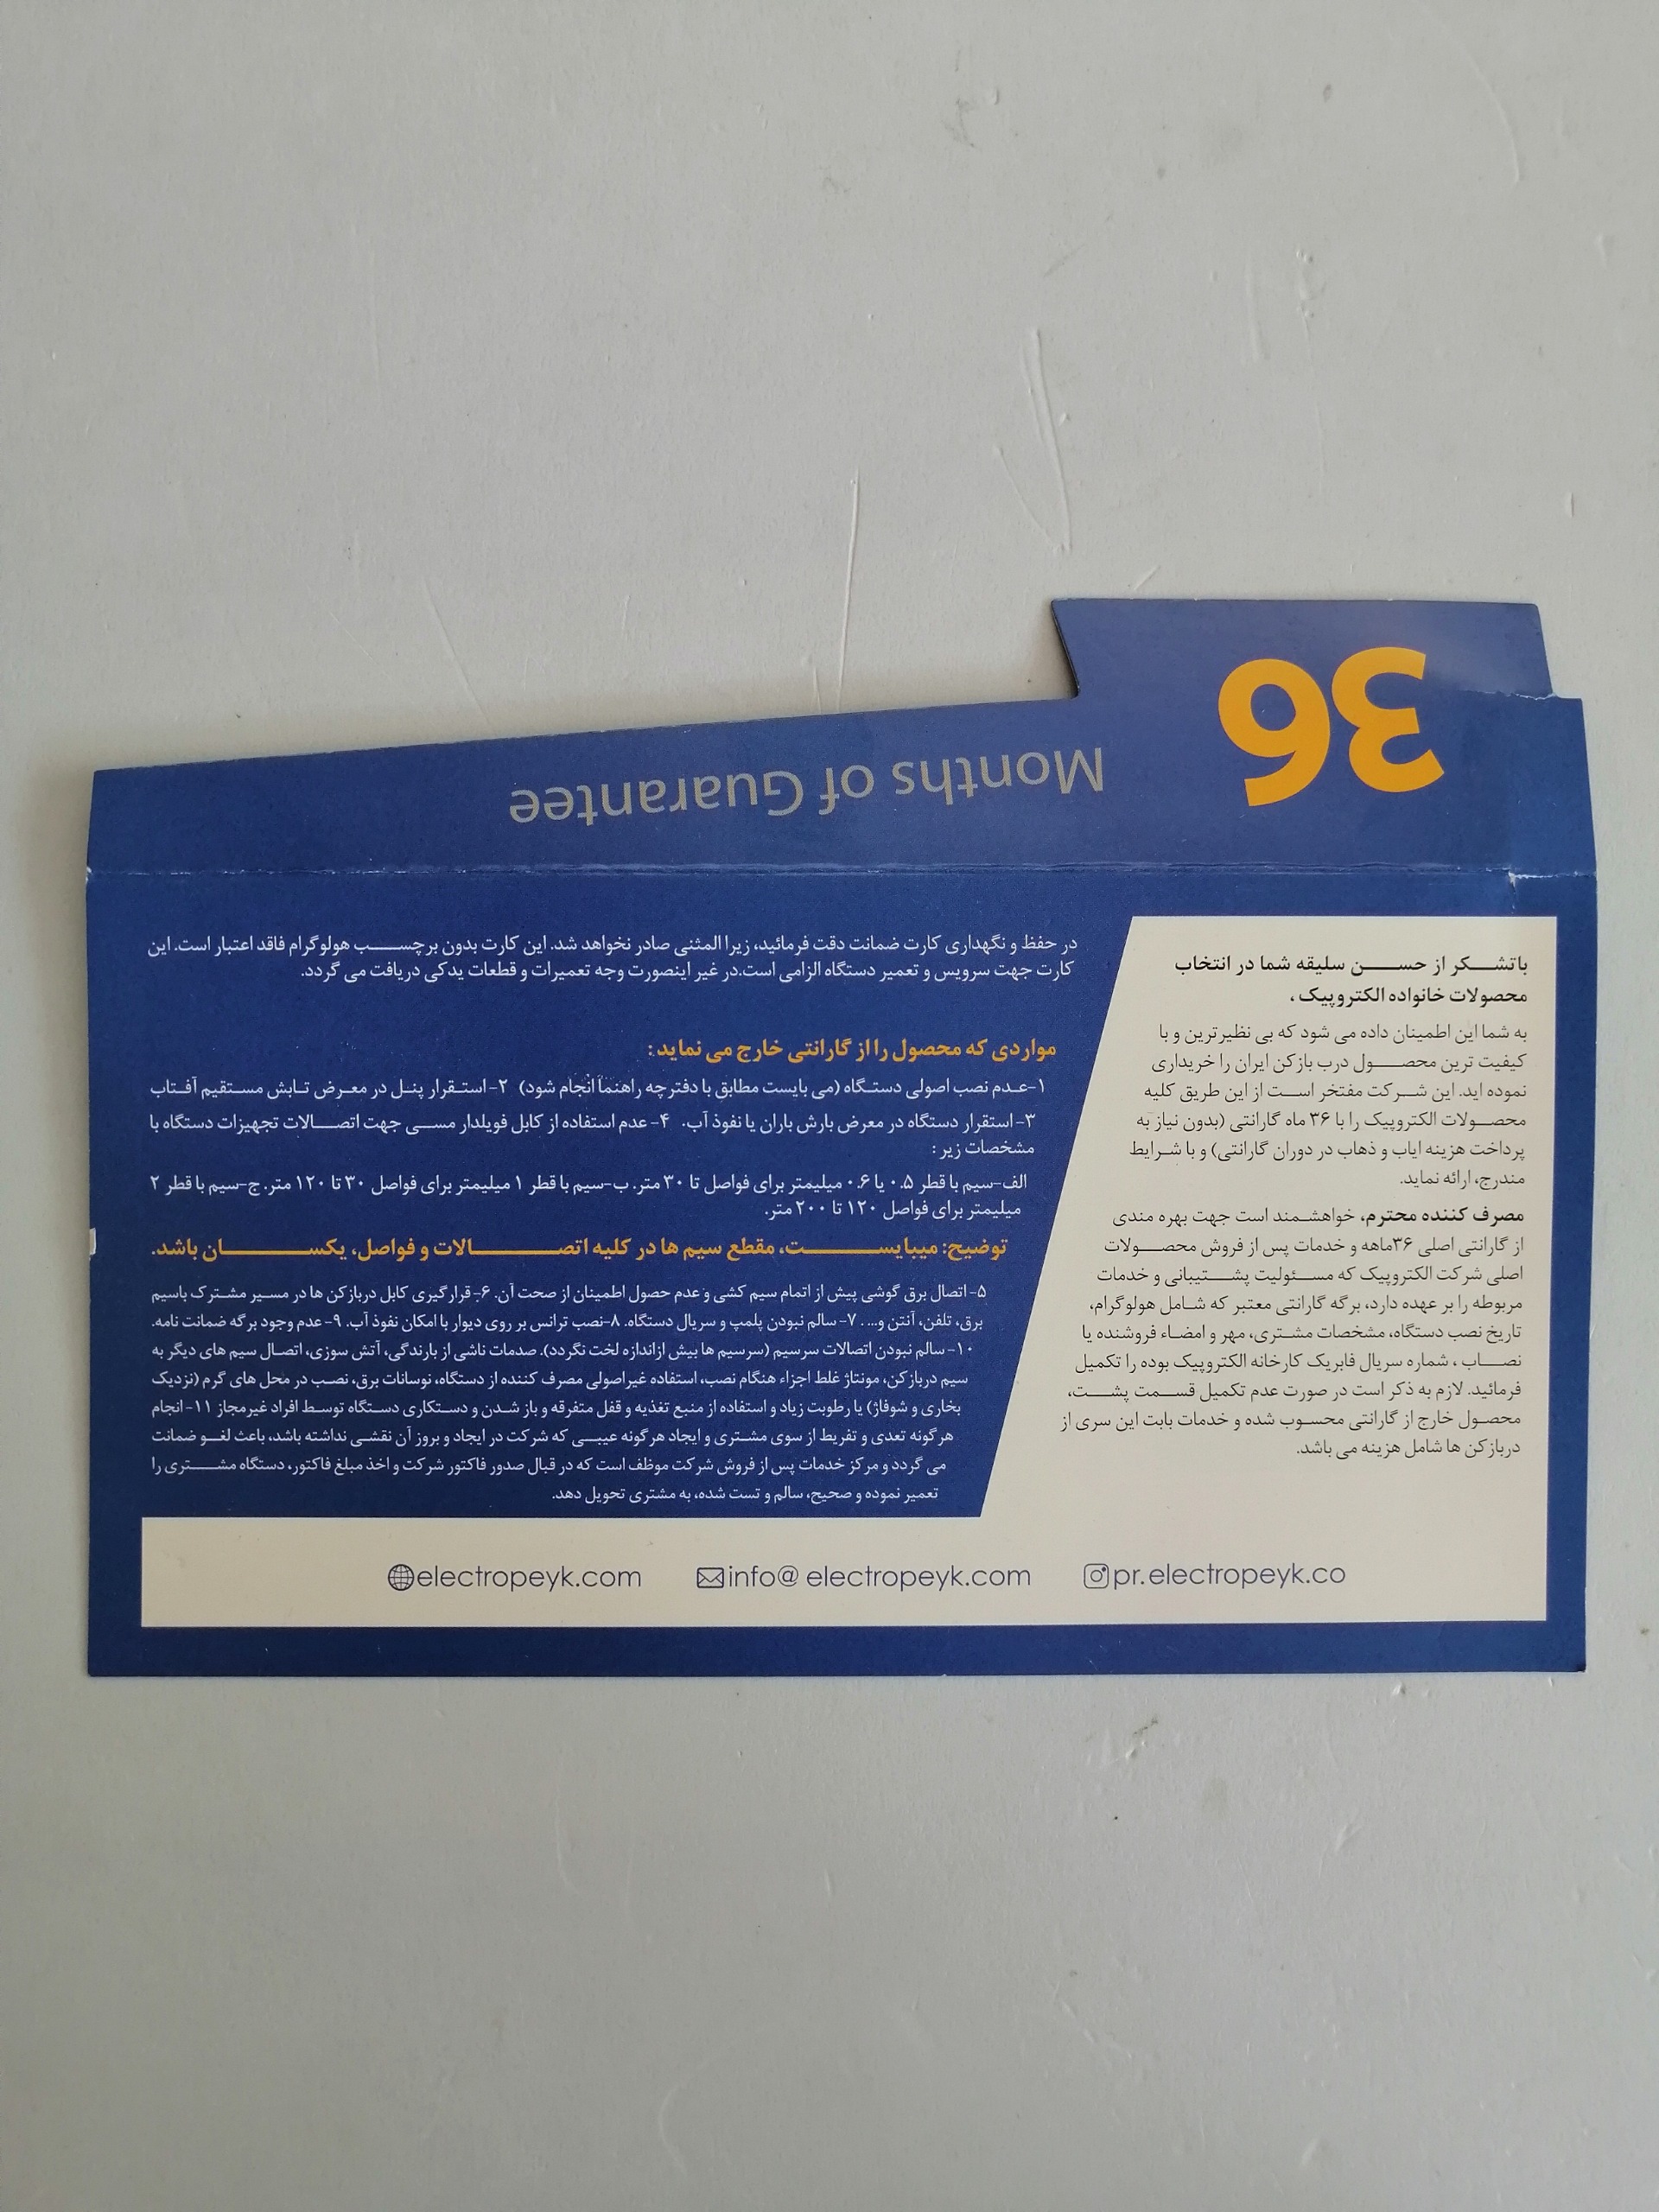 36
Months of Guarantee
باتشکر از حسن سلیقه شما در انتخاب
محصولات خانواده الکتروپیک ،
به شما این اطمینان داده می شود که بی نظیرترین و با
کیفیت ترین محصول درب بازکن ایران را خریداری
نموده اید. این شرکت مفتخر است از این طریق کلیه
محصولات الکتروپیک را با ۳۶ ماه گارانتی (بدون نیاز به
پرداخت هزینه ایاب و ذهاب در دوران گارانتی) و با شرایط
مندرج، ارائه نماید.
مصرف کننده محترم، خواهشمند است جهت بهره مندی
از گارانتی اصلی ۳۶ماهه و خدمات پس از فروش محصولات
اصلی شرکت الکتروپیک که مسئولیت پشتیبانی و خدمات
مربوطه را بر عهده دارد، برگه گارانتی معتبر که شامل هولوگرام،
تاریخ نصب دستگاه، مشخصات مشتری، مهر و امضاء فروشنده یا
نصاب ، شماره سریال فابریک کارخانه الکتروپیک بوده را تکمیل
فرمائید. لازم به ذکر است در صورت عدم تکمیل قسمت پشت،
محصول خارج از گارانتی محسوب شده و خدمات بابت این سری از
دربازکن ها شامل هزینه می باشد.
در حفظ و نگهداری کارت ضمانت دقت فرمائید، زیرا المثنی صادر نخواهد شد. این کارت بدون برچسب هولوگرام فاقد اعتبار است. این
کارت جهت سرویس و تعمیر دستگاه الزامی است.در غیر اینصورت وجه تعمیرات و قطعات یدکی دریافت می گردد.
مواردی که محصول را از گارانتی خارج می نماید:
۱-عدم نصب اصولی دستگاه (می بایست مطابق با دفترچه راهنما انجام شود) ۲- استقرار پنل در معرض تابش مستقیم آفتاب
۳- استقرار دستگاه در معرض بارش باران یا نفوذ آب. ۴- عدم استفاده از کابل فویلدار مسی جهت اتصالات تجهیزات دستگاه با
مشخصات زیر :
الف-سیم با قطر ۰.۵ یا ۰.۶ میلیمتر برای فواصل تا ۳۰ متر. ب-سیم با قطر ۱ میلیمتر برای فواصل ۳۰ تا ۱۲۰ متر. ج-سیم با قطر ۲
میلیمتر برای فواصل ۱۲۰ تا ۲۰۰ متر.
توضیح: میبایست، مقطع سیم ها در کلیه اتصالات و فواصل، یکسان باشد.
۵- اتصال برق گوشی پیش از اتمام سیم کشی و عدم حصول اطمینان از صحت آن. ۶- قرارگیری کابل دربازکن ها در مسیر مشترک باسیم
برق، تلفن، آنتن و... . ۷- سالم نبودن پلمپ و سریال دستگاه. ۸-نصب ترانس بر روی دیوار با امکان نفوذ آب. ۹- عدم وجود برگه ضمانت نامه.
۱۰- سالم نبودن اتصالات سرسیم (سرسیم ها بیش ازاندازه لخت نگردد). صدمات ناشی از بارندگی، آتش سوزی، اتصال سیم های دیگر به
سیم دربازکن، مونتاژ غلط اجزاء هنگام نصب، استفاده غیراصولی مصرف کننده از دستگاه، نوسانات برق، نصب در محل های گرم (نزدیک
بخاری و شوفاژ) یا رطوبت زیاد و استفاده از منبع تغذیه و قفل متفرقه و باز شدن و دستکاری دستگاه توسط افراد غیرمجاز ۱۱- انجام
هرگونه تعدی و تفریط از سوی مشتری و ایجاد هرگونه عیبی که شرکت در ایجاد و بروز آن نقشی نداشته باشد، باعث لغو ضمانت
می گردد و مرکز خدمات پس از فروش شرکت موظف است که در قبال صدور فاکتور شرکت و اخذ مبلغ فاکتور، دستگاه مشتری را
تعمیر نموده و صحیح، سالم و تست شده، به مشتری تحویل دهد.
electropeyk.com info@ electropeyk.com pr.electropeyk.co